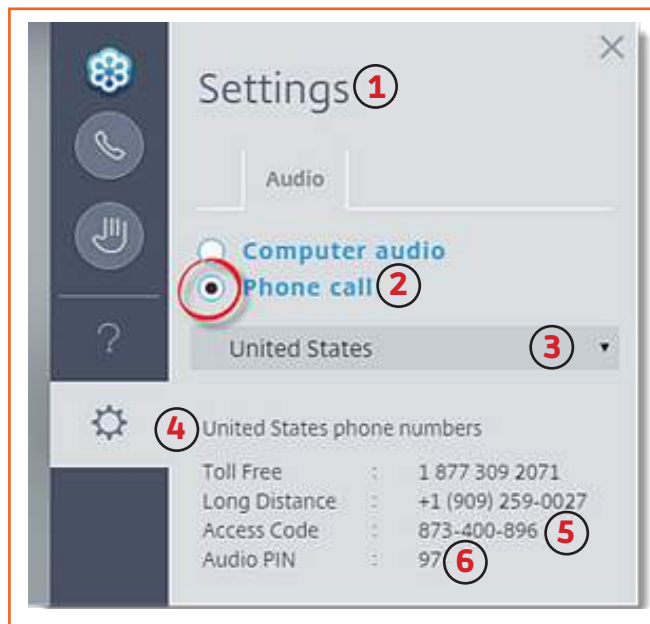 Settings 1
Audio
Computer audio
Phone call 2
United States 3
4 United States phone numbers
Toll Free : 1 877 309 2071
Long Distance : +1 (909) 259-0027
Access Code : 873-400-896 5
Audio PIN : 97 6
?